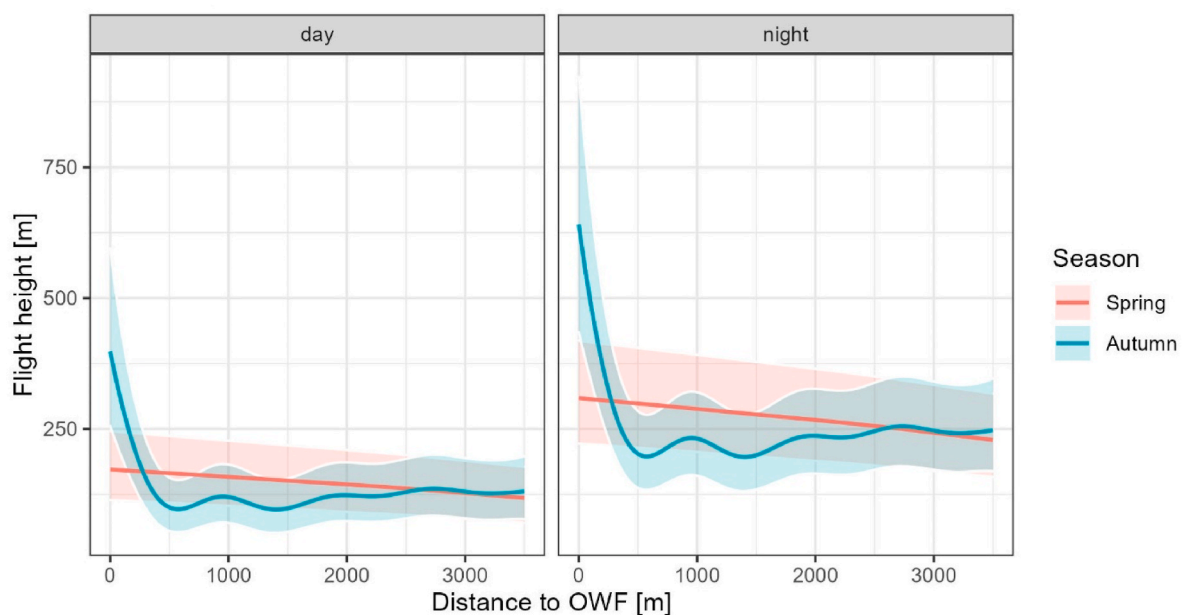 day night
750
500
250
0 1000 2000 3000 0 1000 2000 3000
Flight height [m]
Distance to OWF [m]
Season
Spring
Autumn